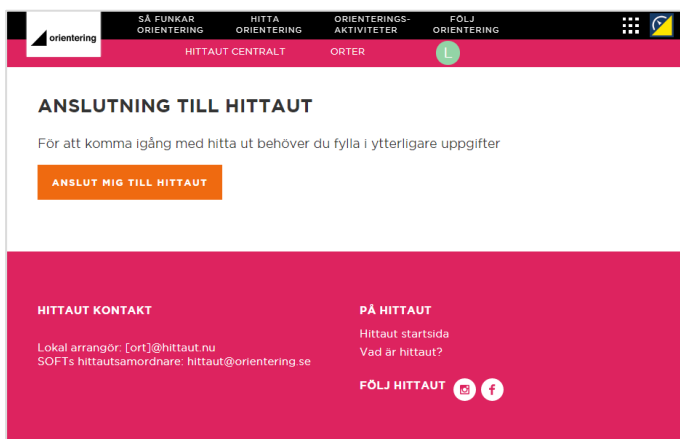 orientering
SÅ FUNKAR
ORIENTERING
HITTA
ORIENTERING
ORIENTERINGS-
AKTIVITETER
FÖLJ
ORIENTERING
HITTAUT CENTRALT
ORTER
L
ANSLUTNING TILL HITTAUT
För att komma igång med hitta ut behöver du fylla i ytterligare uppgifter
ANSLUT MIG TILL HITTAUT
HITTAUT KONTAKT
Lokal arrangör: [ort]@hittaut.nu
SOFTs hittautsamordnare: hittaut@orientering.se
PÅ HITTAUT
Hittaut startsida
Vad är hittaut?
FÖLJ HITTAUT